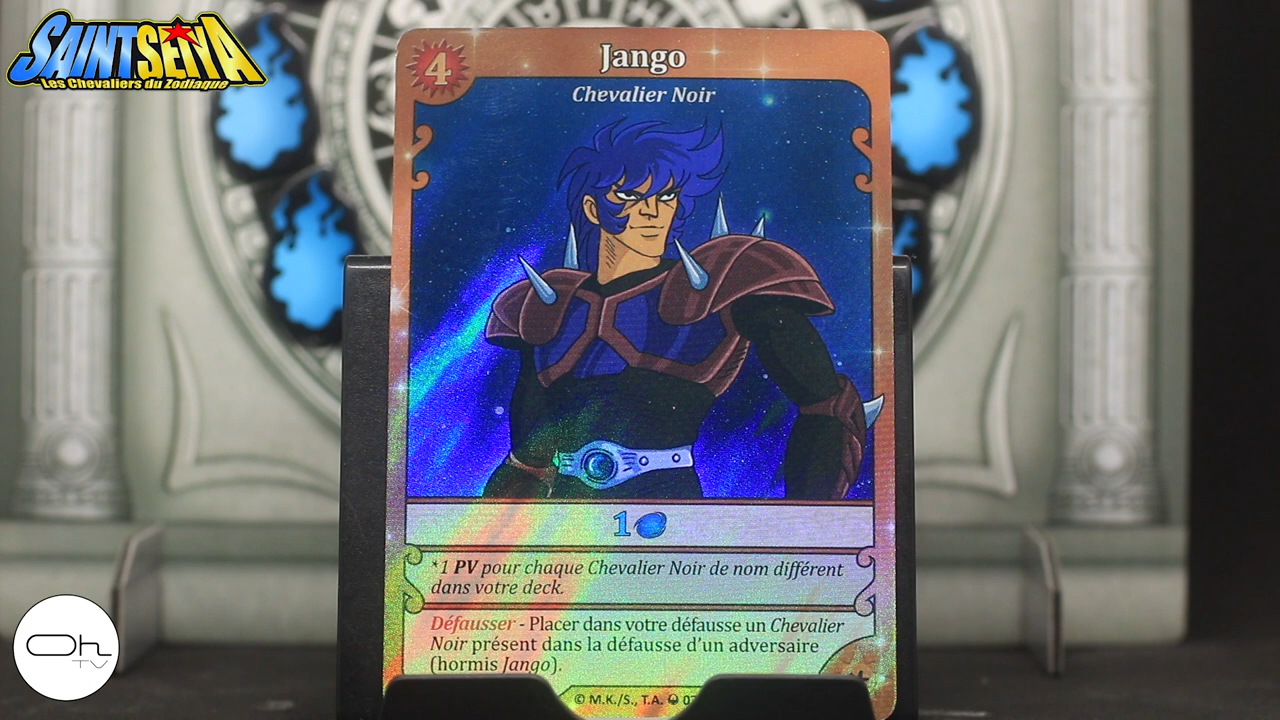 SAINT SEIYA
Les Chevaliers du Zodiaque
4
Jango
Chevalier Noir
1
*1 PV pour chaque Chevalier Noir de nom différent
dans votre deck.
Défausser - Placer dans votre défausse un Chevalier
Noir présent dans la défausse d'un adversaire
(hormis Jango).
© M.K./S., T.A.
Oh
TV